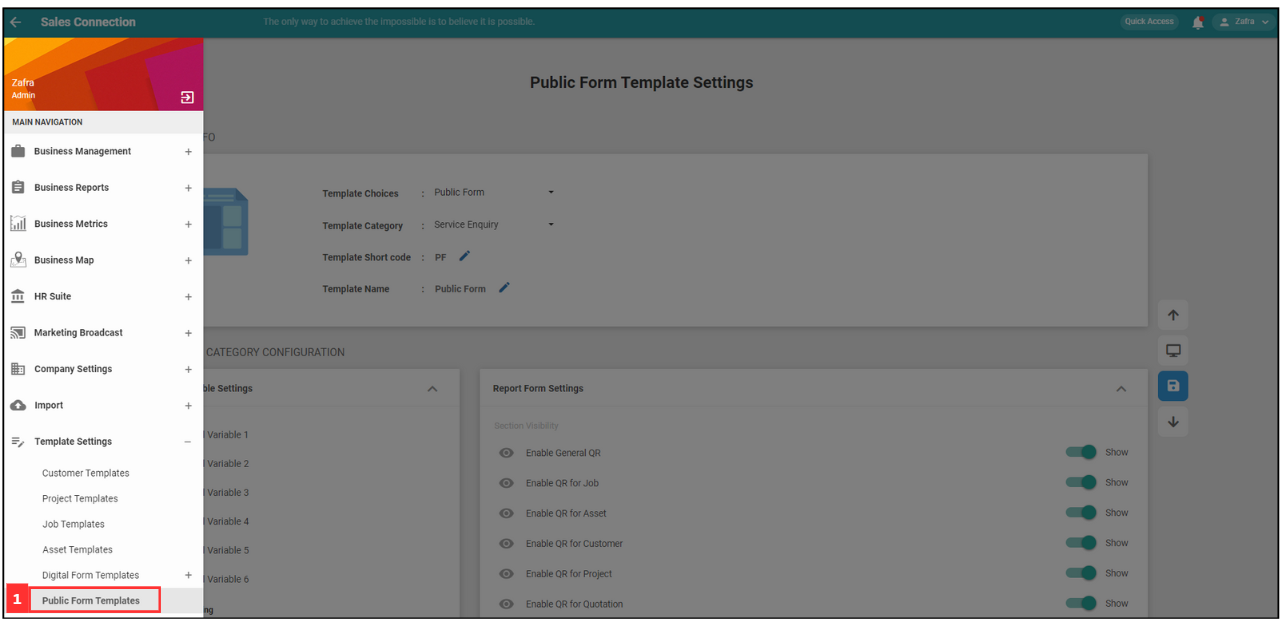 Sales Connection
The only way to achieve the impossible is to believe it is possible.
Quick Access
Zafra
Zafra
Admin
MAIN NAVIGATION
Business Management +
Business Reports +
Business Metrics +
Business Map +
HR Suite +
Marketing Broadcast +
Company Settings +
Import +
Template Settings −
Customer Templates
Project Templates
Job Templates
Asset Templates
Digital Form Templates +
1 Public Form Templates
Public Form Template Settings
FO
Template Choices : Public Form
Template Category : Service Enquiry
Template Short code : PF
Template Name : Public Form
CATEGORY CONFIGURATION
ble Settings
Variable 1
Variable 2
Variable 3
Variable 4
Variable 5
Variable 6
ng
Report Form Settings
Section Visibility
Enable General QR Show
Enable QR for Job Show
Enable QR for Asset Show
Enable QR for Customer Show
Enable QR for Project Show
Enable QR for Quotation Show